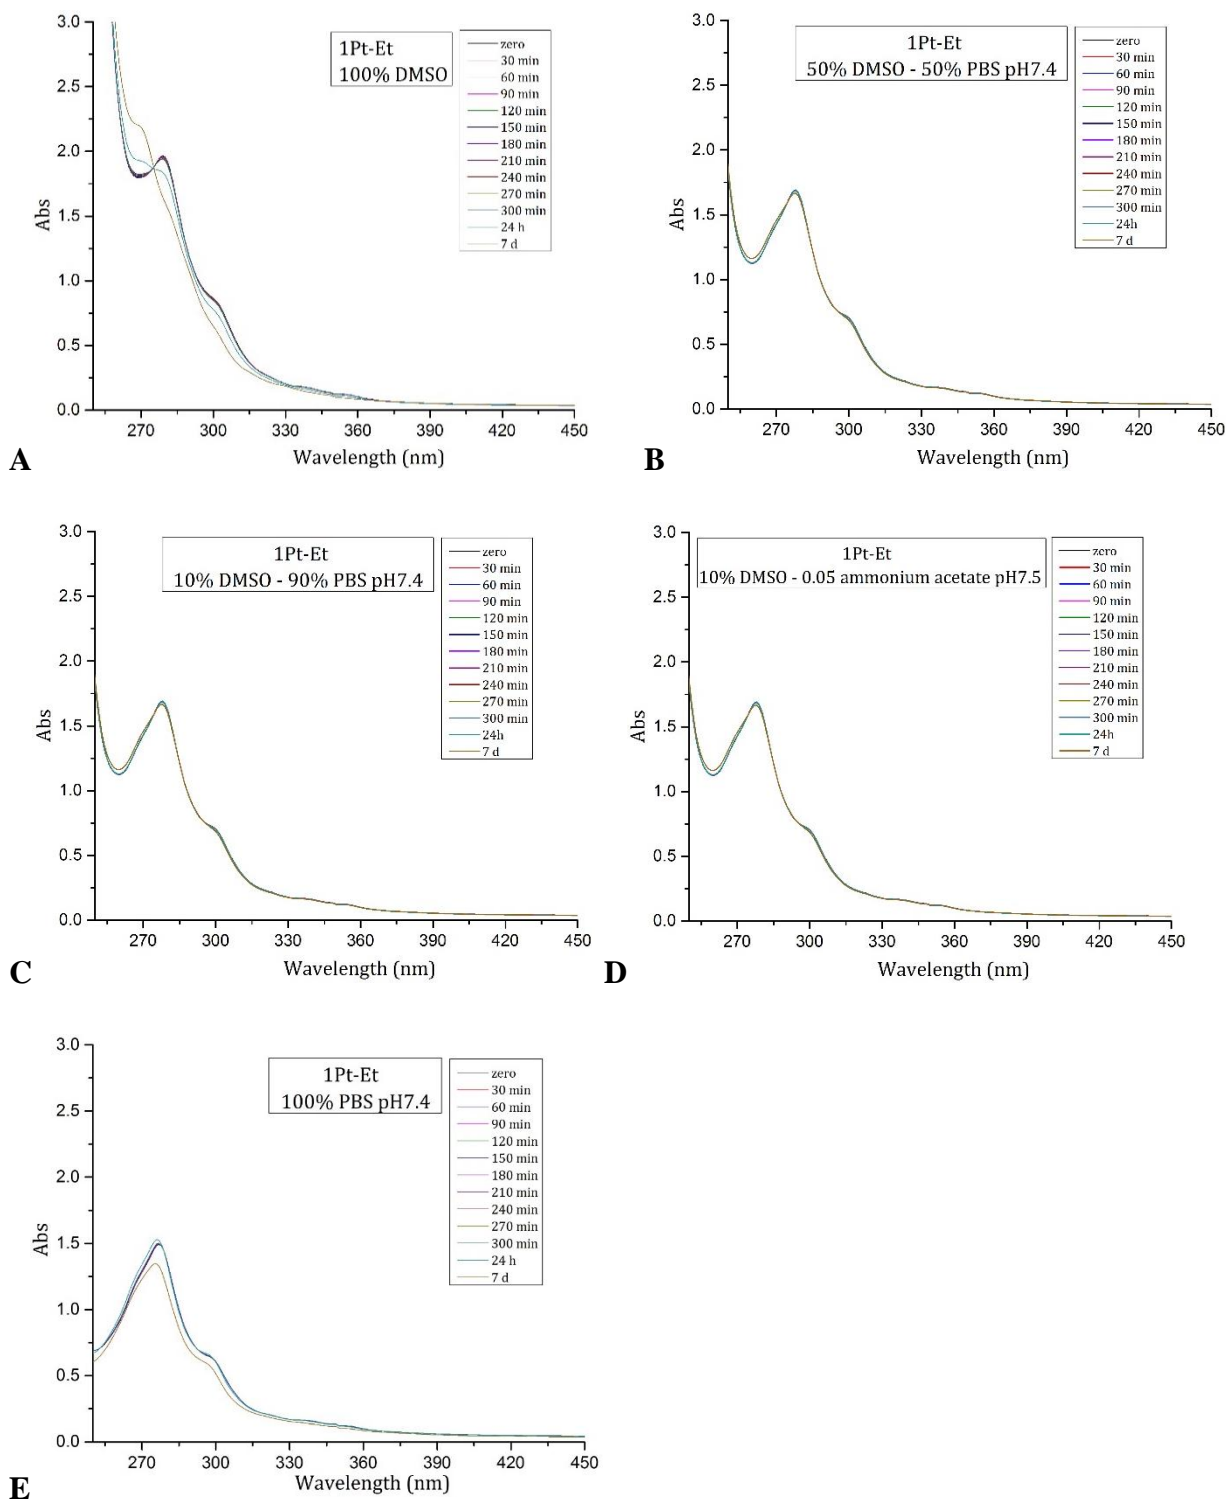 3.0
2.5
2.0
1.5
1.0
0.5
0.0
Abs
270 300 330 360 390 420 450
Wavelength (nm)
1Pt-Et
100% DMSO
zero
30 min
60 min
90 min
120 min
150 min
180 min
210 min
240 min
270 min
300 min
24 h
7 d
A
3.0
2.5
2.0
1.5
1.0
0.5
0.0
Abs
270 300 330 360 390 420 450
Wavelength (nm)
1Pt-Et
50% DMSO - 50% PBS pH7.4
zero
30 min
60 min
90 min
120 min
150 min
180 min
210 min
240 min
270 min
300 min
24h
7 d
B
3.0
2.5
2.0
1.5
1.0
0.5
0.0
Abs
270 300 330 360 390 420 450
Wavelength (nm)
1Pt-Et
10% DMSO - 90% PBS pH7.4
zero
30 min
60 min
90 min
120 min
150 min
180 min
210 min
240 min
270 min
300 min
24h
7 d
C
3.0
2.5
2.0
1.5
1.0
0.5
0.0
Abs
270 300 330 360 390 420 450
Wavelength (nm)
1Pt-Et
10% DMSO - 0.05 ammonium acetate pH7.5
zero
30 min
60 min
90 min
120 min
150 min
180 min
210 min
240 min
270 min
300 min
24h
7 d
D
3.0
2.5
2.0
1.5
1.0
0.5
0.0
Abs
270 300 330 360 390 420 450
Wavelength (nm)
1Pt-Et
100% PBS pH7.4
zero
30 min
60 min
90 min
120 min
150 min
180 min
210 min
240 min
270 min
300 min
24 h
7 d
E